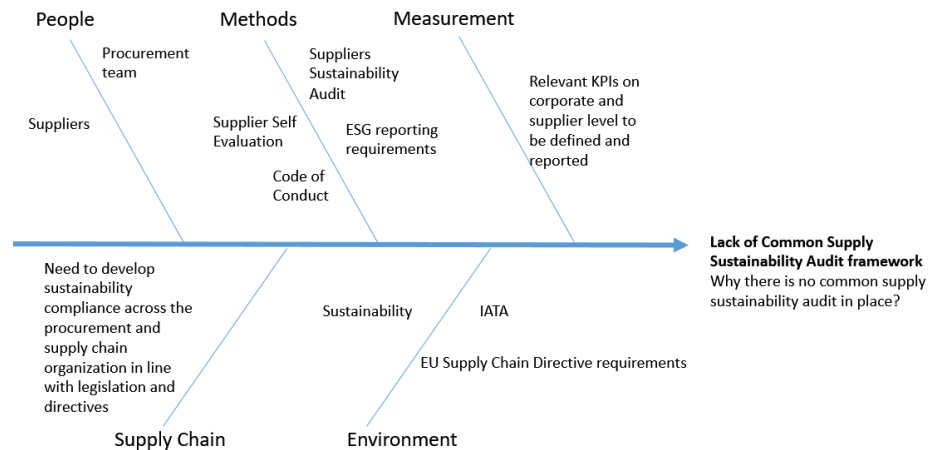 People
Methods
Measurement
Procurement
team
Suppliers
Suppliers
Sustainability
Audit
Supplier Self
Evaluation
ESG reporting
requirements
Code of
Conduct
Relevant KPIs on
corporate and
supplier level to
be defined and
reported
Lack of Common Supply
Sustainability Audit framework
Why there is no common supply
sustainability audit in place?
Need to develop
sustainability
compliance across the
procurement and
supply chain
organization in line
with legislation and
directives
Sustainability
IATA
EU Supply Chain Directive requirements
Supply Chain
Environment